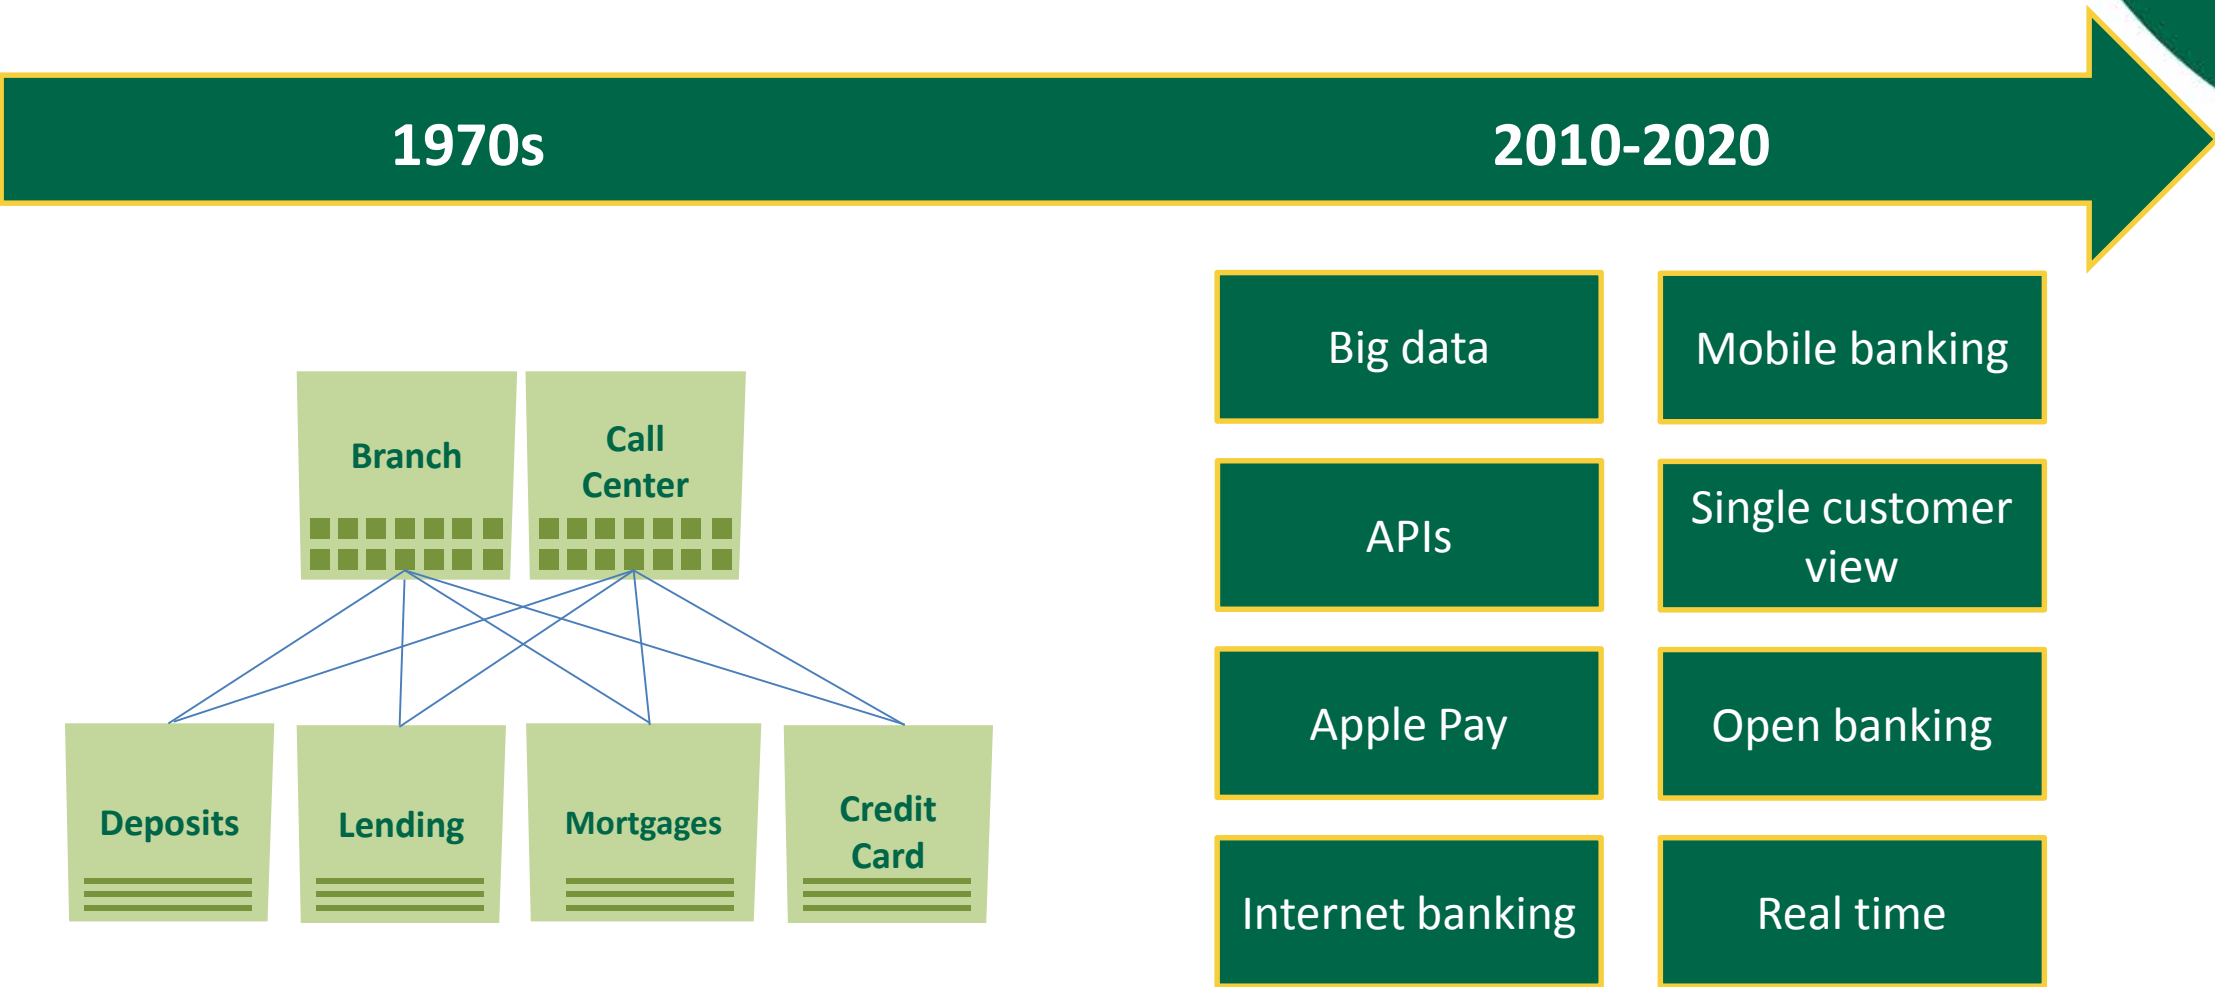 1970s
2010-2020
Branch
Call
Center
Deposits
Lending
Mortgages
Credit
Card
Big data
Mobile banking
APIs
Single customer
view
Apple Pay
Open banking
Internet banking
Real time